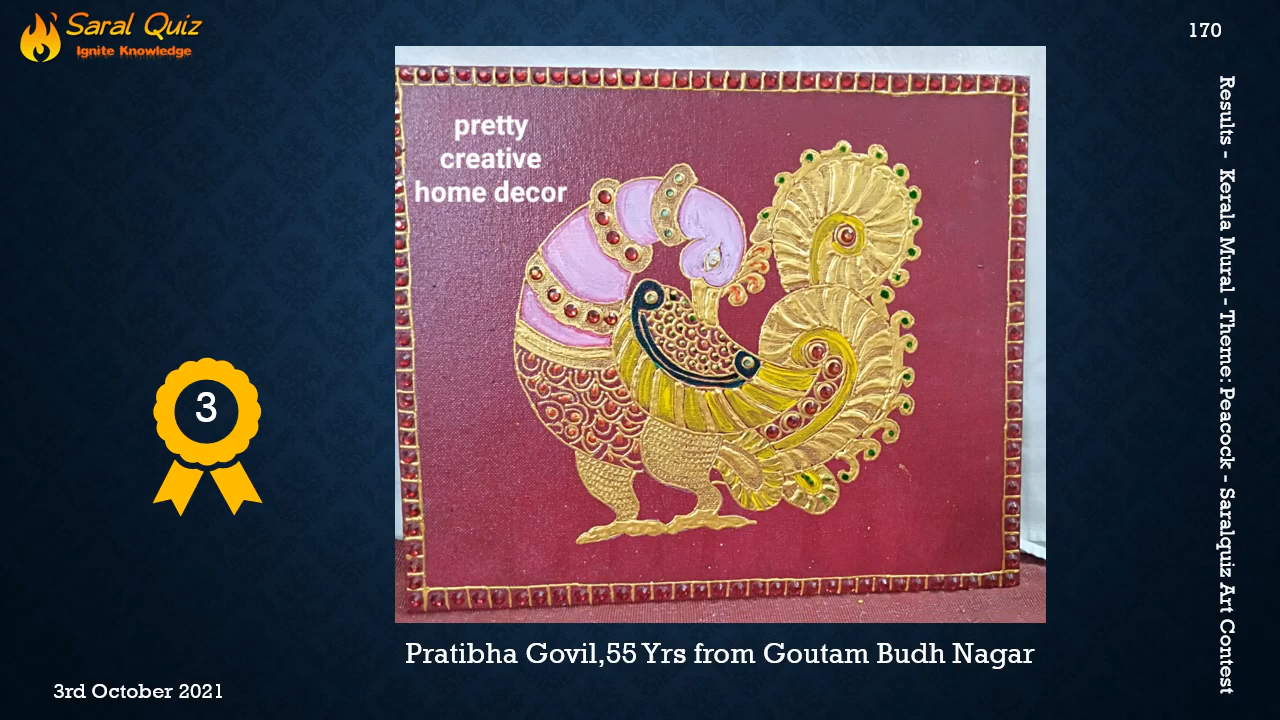 Saral Quiz
Ignite Knowledge
170
pretty
creative
home decor
3
Results - Kerala Mural - Theme: Peacock - Saralquiz Art Contest
Pratibha Govil,55 Yrs from Goutam Budh Nagar
3rd October 2021